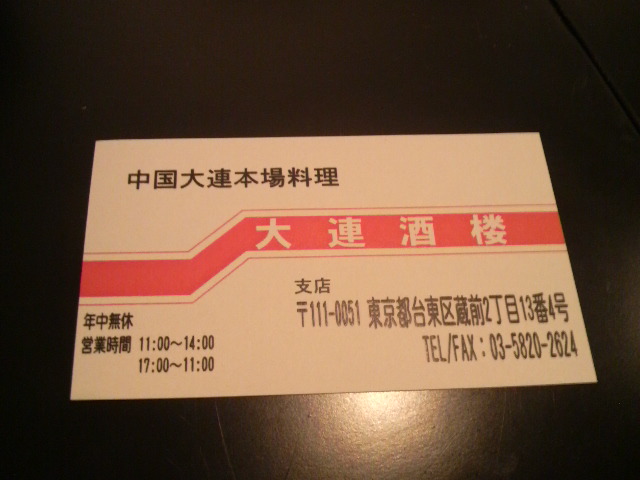 中国大連本場料理
大連酒楼
支店
〒111-0051 東京都台東区蔵前2丁目13番4号
TEL/FAX：03-5820-2624
年中無休
営業時間 11:00～14:00
17:00～11:00